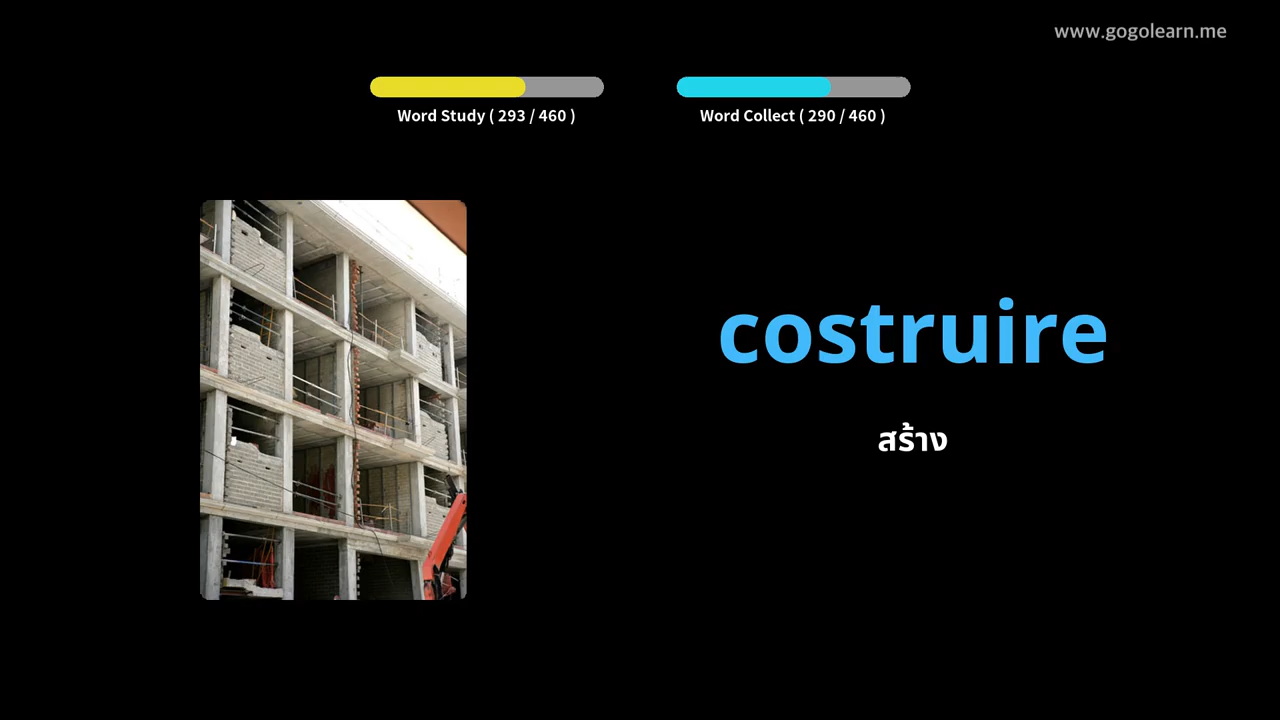 www.gogolearn.me
Word Study ( 293 / 460 )
Word Collect ( 290 / 460 )
costruire
สร้าง